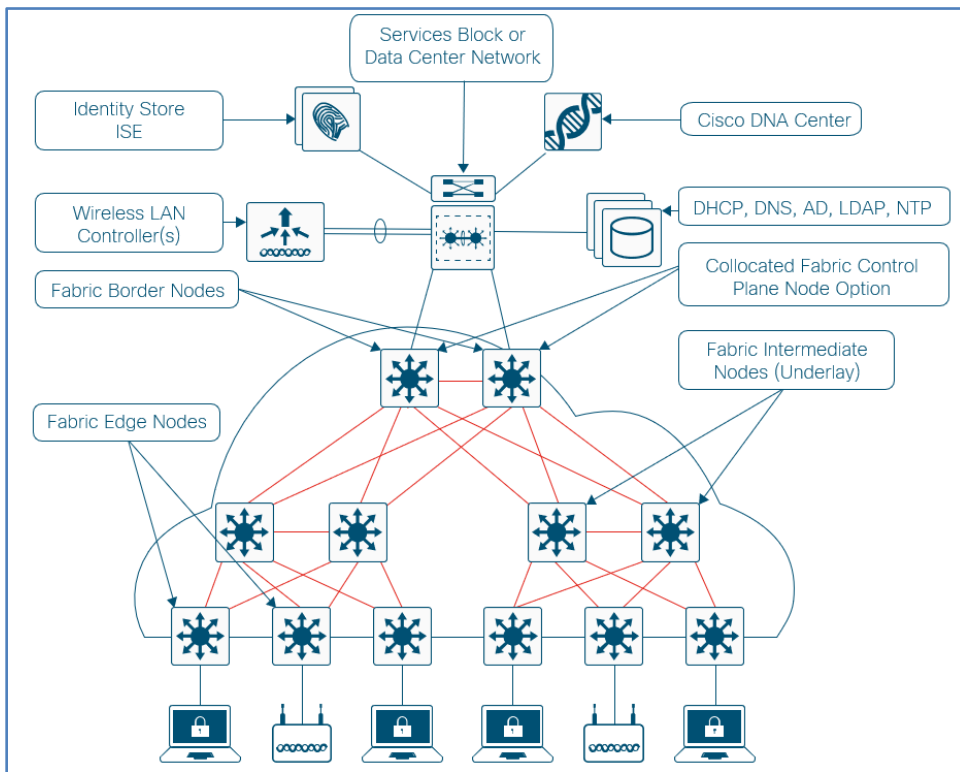 Services Block or
Data Center Network
Identity Store
ISE
Cisco DNA Center
Wireless LAN
Controller(s)
DHCP, DNS, AD, LDAP, NTP
Fabric Border Nodes
Collocated Fabric Control
Plane Node Option
Fabric Intermediate
Nodes (Underlay)
Fabric Edge Nodes